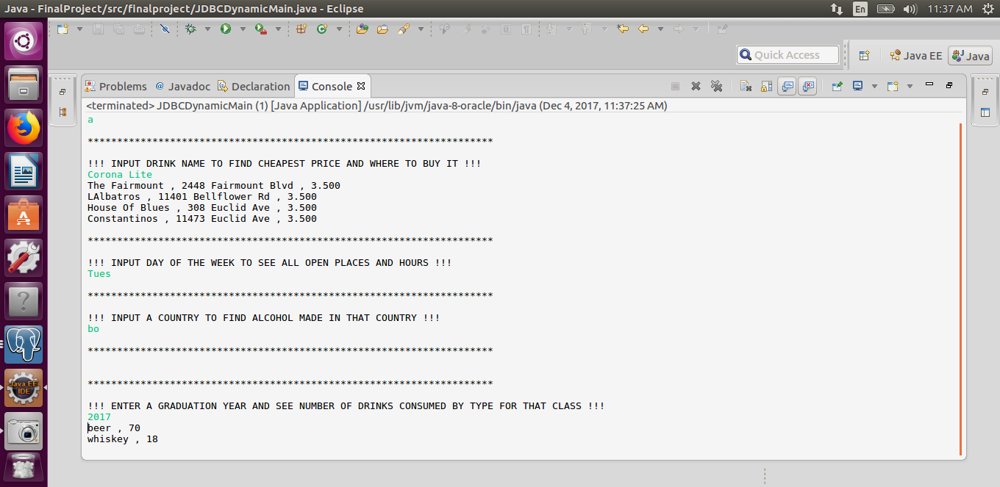 Java - FinalProject/src/finalproject/JDBCDynamicMain.java - Eclipse
En
11:37 AM
Quick Access
Java EE
Java
Problems
@ Javadoc
Declaration
Console
<terminated> JDBCDynamicMain (1) [Java Application] /usr/lib/jvm/java-8-oracle/bin/java (Dec 4, 2017, 11:37:25 AM)
a
*********************************************************************
!!! INPUT DRINK NAME TO FIND CHEAPEST PRICE AND WHERE TO BUY IT !!!
Corona Lite
The Fairmount , 2448 Fairmount Blvd , 3.500
LAlbatros , 11401 Bellflower Rd , 3.500
House Of Blues , 308 Euclid Ave , 3.500
Constantinos , 11473 Euclid Ave , 3.500
*********************************************************************
!!! INPUT DAY OF THE WEEK TO SEE ALL OPEN PLACES AND HOURS !!!
Tues
*********************************************************************
!!! INPUT A COUNTRY TO FIND ALCOHOL MADE IN THAT COUNTRY !!!
bo
*********************************************************************
*********************************************************************
!!! ENTER A GRADUATION YEAR AND SEE NUMBER OF DRINKS CONSUMED BY TYPE FOR THAT CLASS !!!
2017
beer , 70
whiskey , 18
Java EE
IDE